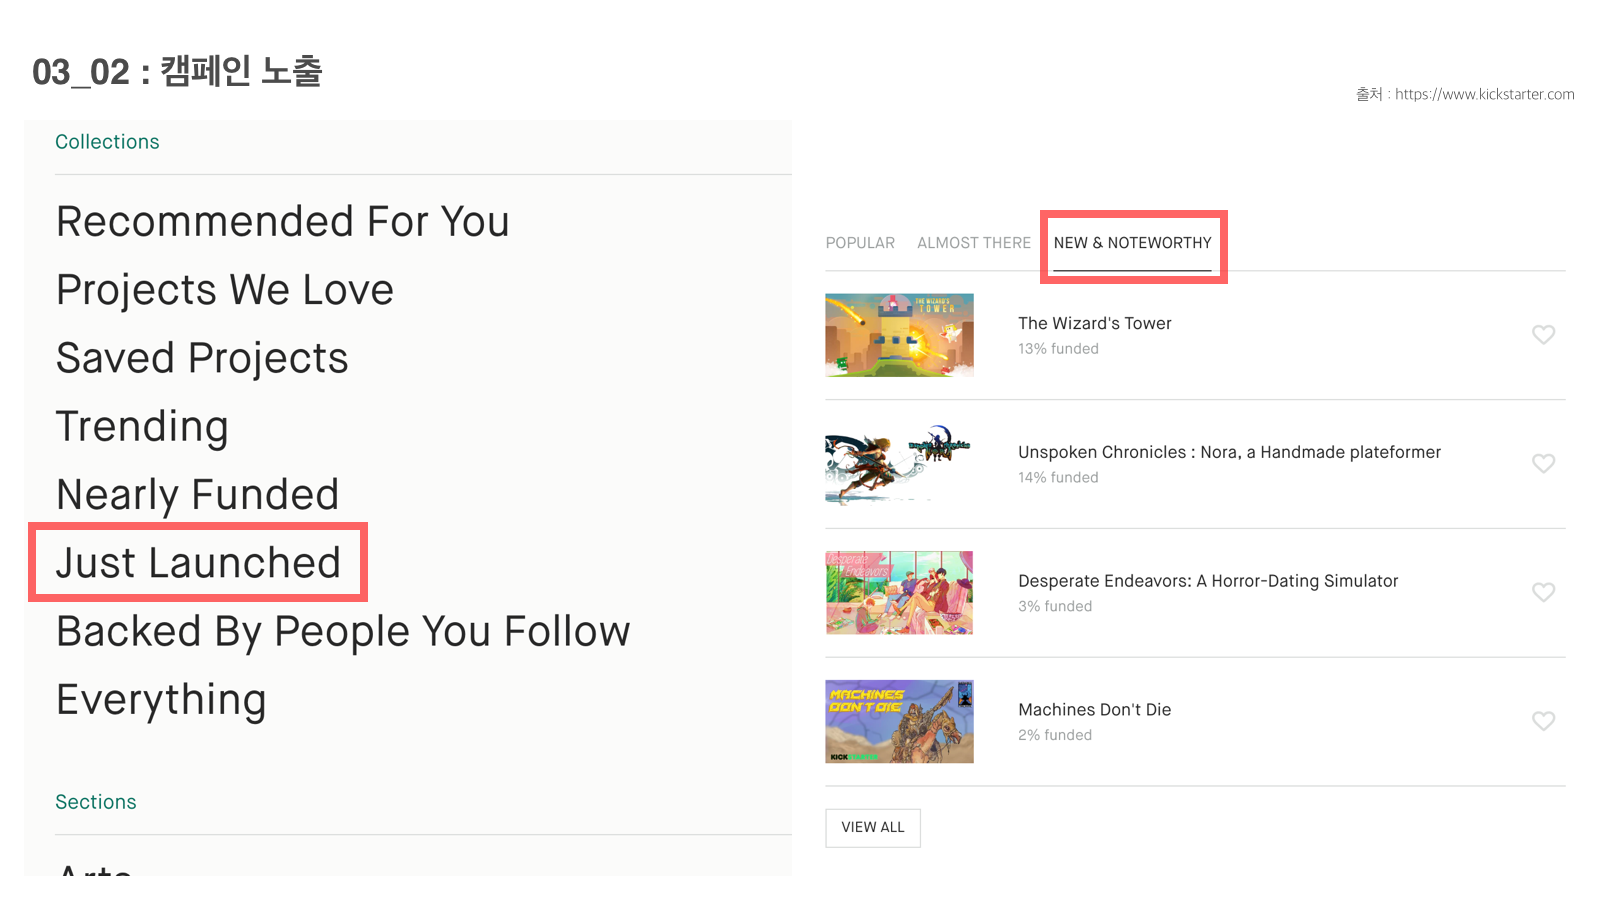 03_02 : 캠페인 노출
출처 : https://www.kickstarter.com
Collections
Recommended For You
Projects We Love
Saved Projects
Trending
Nearly Funded
Just Launched
Backed By People You Follow
Everything
Sections
Arts
POPULAR ALMOST THERE NEW & NOTEWORTHY
THE WIZARD'S
TOWER
The Wizard's Tower
13% funded
Unspoken Chronicles : Nora, a Handmade plateformer
14% funded
Desperate
Endeavors
Desperate Endeavors: A Horror-Dating Simulator
3% funded
MACHINES
DON'T DIE
KICKSTARTER
Machines Don't Die
2% funded
VIEW ALL